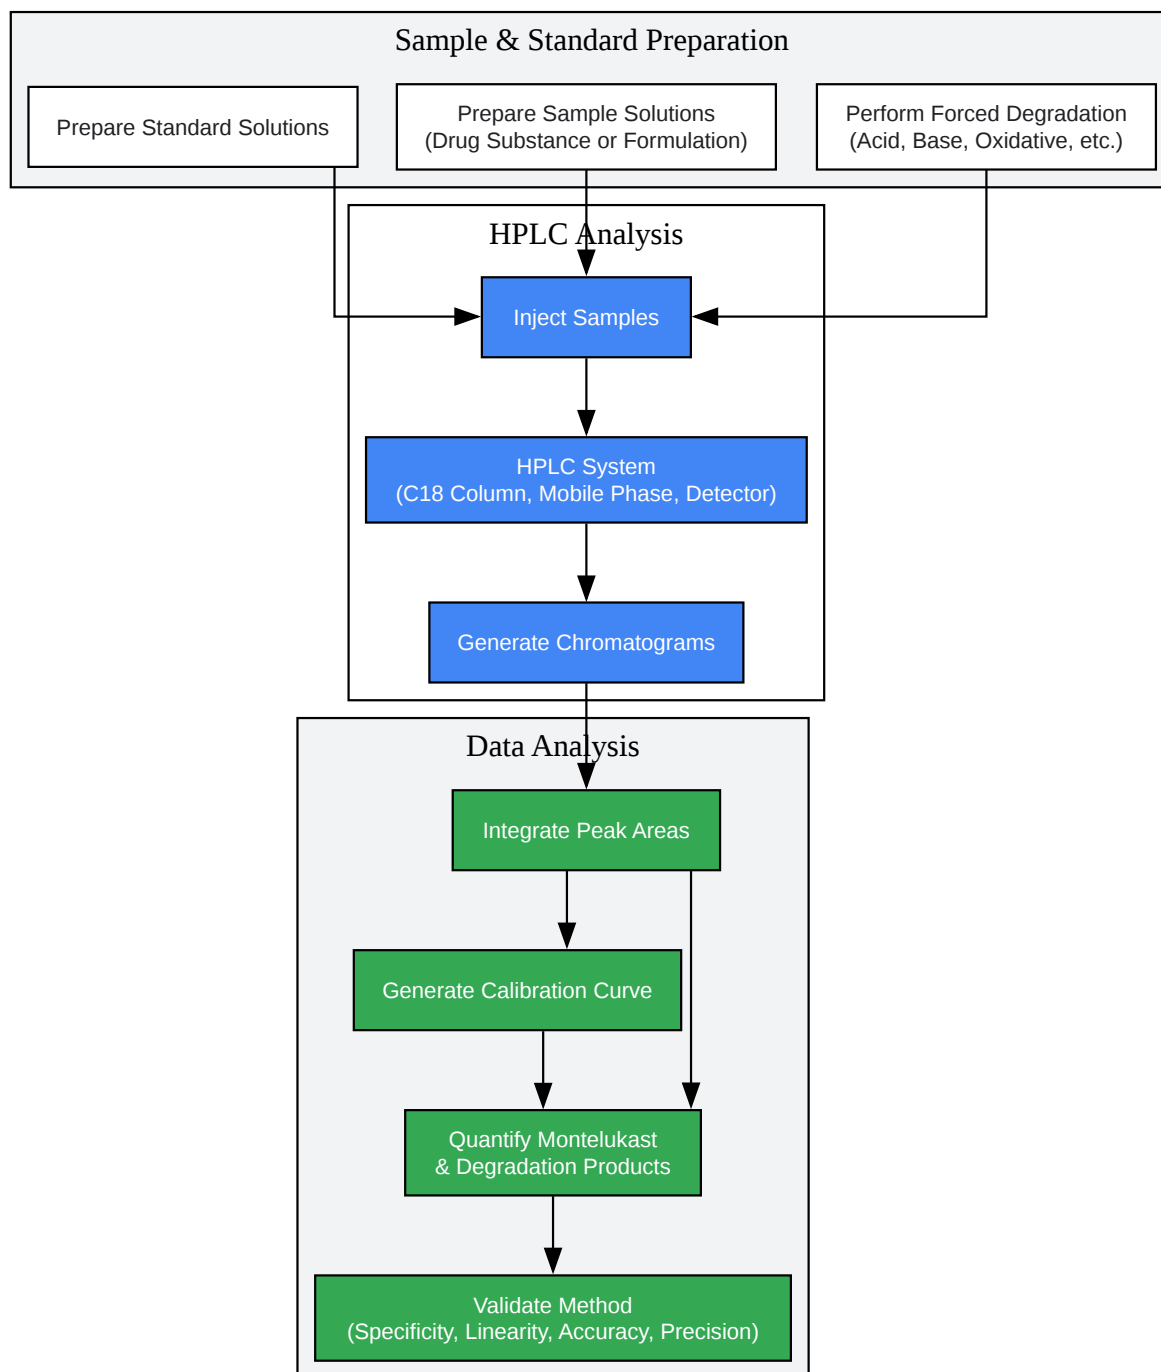 Sample & Standard Preparation
Prepare Standard Solutions
Prepare Sample Solutions
(Drug Substance or Formulation)
Perform Forced Degradation
(Acid, Base, Oxidative, etc.)
HPLC Analysis
Inject Samples
HPLC System
(C18 Column, Mobile Phase, Detector)
Generate Chromatograms
Data Analysis
Integrate Peak Areas
Generate Calibration Curve
Quantify Montelukast
& Degradation Products
Validate Method
(Specificity, Linearity, Accuracy, Precision)